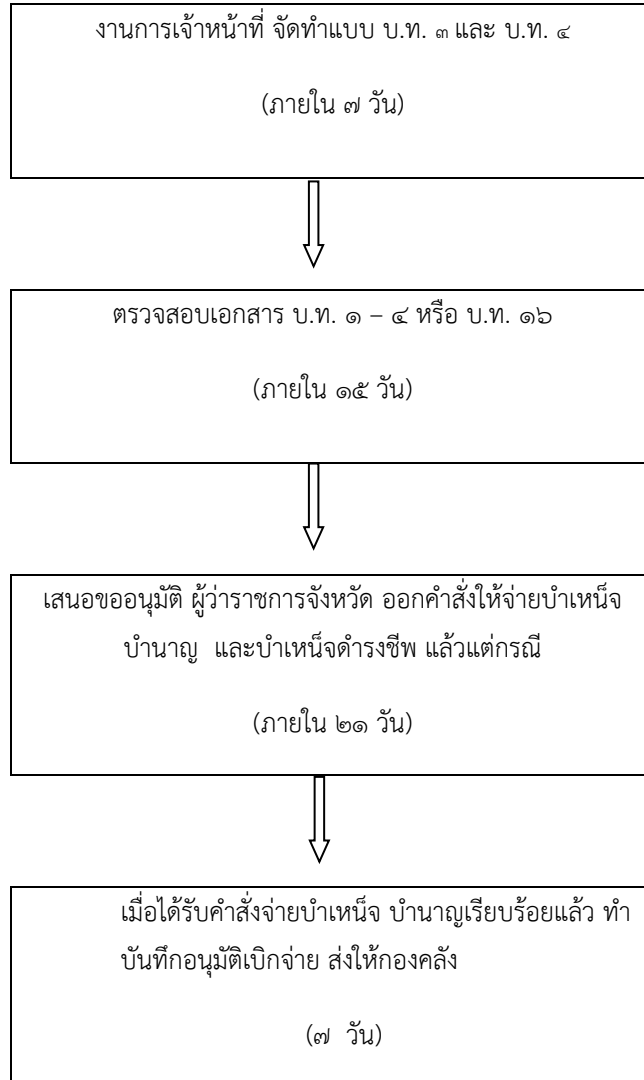 งานการเจ้าหน้าที่ จัดทำแบบ บ.ท. ๓ และ บ.ท. ๔
(ภายใน ๗ วัน)
ตรวจสอบเอกสาร บ.ท. ๑ – ๔ หรือ บ.ท. ๑๖
(ภายใน ๑๕ วัน)
เสนอขออนุมัติ ผู้ว่าราชการจังหวัด ออกคำสั่งให้จ่ายบำเหน็จ
บำนาญ และบำเหน็จดำรงชีพ แล้วแต่กรณี
(ภายใน ๒๑ วัน)
เมื่อได้รับคำสั่งจ่ายบำเหน็จ บำนาญเรียบร้อยแล้ว ทำ
บันทึกอนุมัติเบิกจ่าย ส่งให้กองคลัง
(๗ วัน)